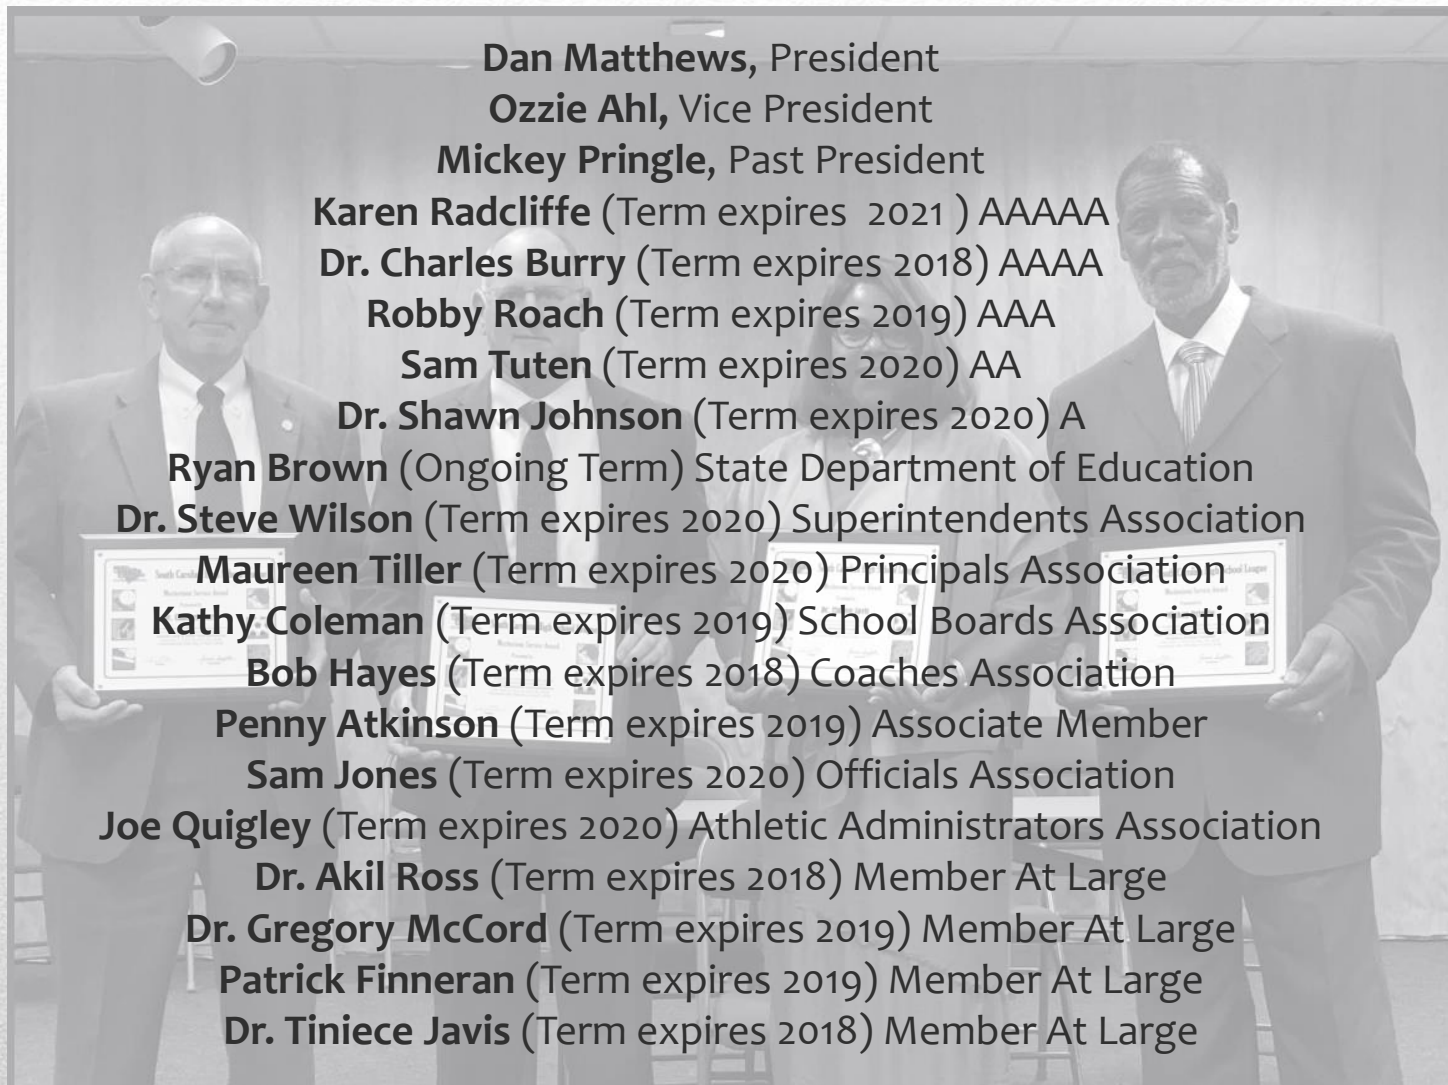 Dan Matthews, President
Ozzie Ahl, Vice President
Mickey Pringle, Past President
Karen Radcliffe (Term expires 2021 ) AAAAA
Dr. Charles Burry (Term expires 2018) AAAA
Robby Roach (Term expires 2019) AAA
Sam Tuten (Term expires 2020) AA
Dr. Shawn Johnson (Term expires 2020) A
Ryan Brown (Ongoing Term) State Department of Education
Dr. Steve Wilson (Term expires 2020) Superintendents Association
Maureen Tiller (Term expires 2020) Principals Association
Kathy Coleman (Term expires 2019) School Boards Association
Bob Hayes (Term expires 2018) Coaches Association
Penny Atkinson (Term expires 2019) Associate Member
Sam Jones (Term expires 2020) Officials Association
Joe Quigley (Term expires 2020) Athletic Administrators Association
Dr. Akil Ross (Term expires 2018) Member At Large
Dr. Gregory McCord (Term expires 2019) Member At Large
Patrick Finneran (Term expires 2019) Member At Large
Dr. Tiniece Javis (Term expires 2018) Member At Large